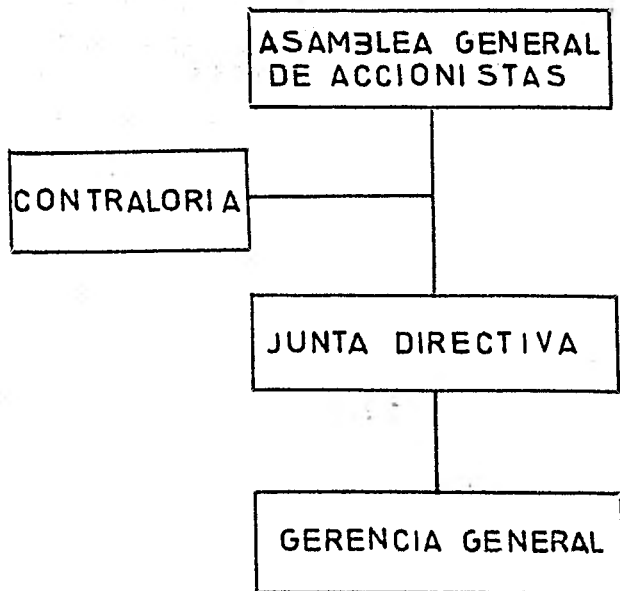 ASAMBLEA GENERAL
DE ACCIONISTAS
CONTRALORIA
JUNTA DIRECTIVA
GERENCIA GENERAL